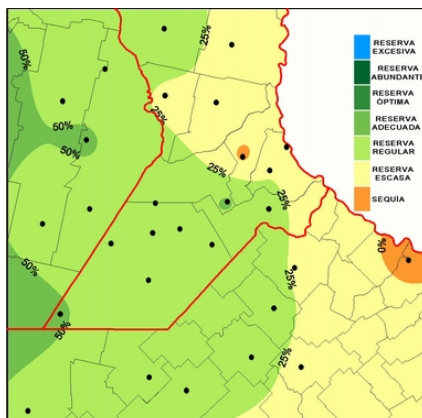 50%
25%
50%
50%
25%
25%
25%
50%
50%
25%
25%
0%
RESERVA
EXCESIVA
RESERVA
ABUNDANTE
RESERVA
ÓPTIMA
RESERVA
ADECUADA
RESERVA
REGULAR
RESERVA
ESCASA
SEQUÍA